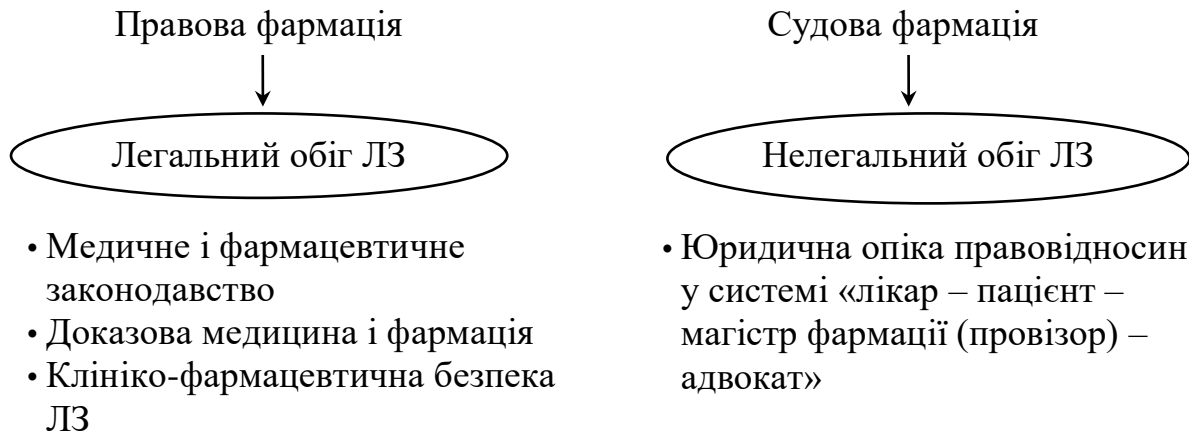 Правова фармація
Легальний обіг ЛЗ
• Медичне і фармацевтичне
законодавство
• Доказова медицина і фармація
• Клініко-фармацевтична безпека
ЛЗ
Судова фармація
Нелегальний обіг ЛЗ
• Юридична опіка правовідносин
у системі «лікар – пацієнт –
магістр фармації (провізор) –
адвокат»